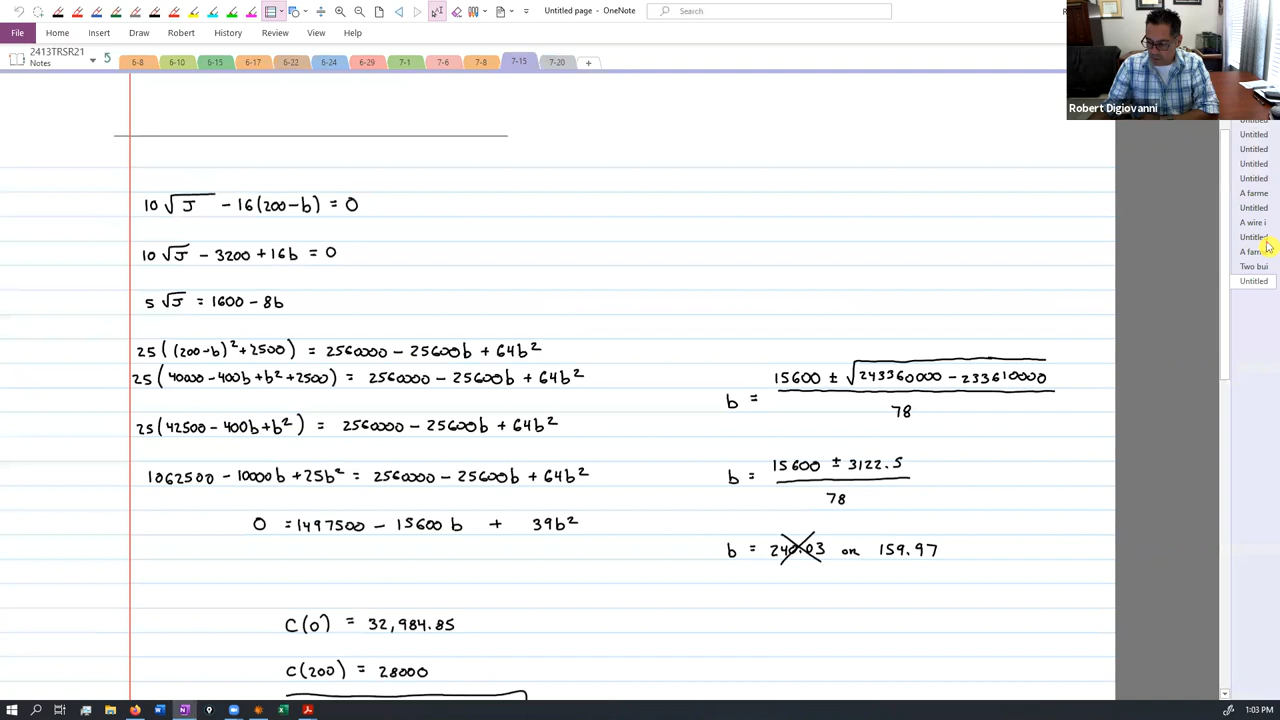 Untitled page - OneNote
Search
File Home Insert Draw Robert History Review View Help
2413TRSR21
Notes
6-8 6-10 6-15 6-17 6-22 6-24 6-29 7-1 7-6 7-8 7-15 7-20
Robert Digiovanni
Untitled
Untitled
Untitled
Untitled
Untitled
A farme
Untitled
A wire i
Untitled
A farm
Two bui
Untitled
10√J - 16(200-b) = 0
10√J - 3200 + 16b = 0
5√J = 1600 - 8b
25((200-b)²+2500) = 2560000 - 25600b + 64b²
25(40000-400b+b²+2500) = 2560000 - 25600b + 64b²
25(42500-400b+b²) = 2560000 - 25600b + 64b²
1062500 - 10000b + 25b² = 2560000 - 25600b + 64b²
0 = 1497500 - 15600b + 39b²
C(0) = 32,984.85
C(200) = 28000
b = 15600 ± √243360000 - 233610000
78
b = 15600 ± 3122.5
78
b = 240.03 or 159.97
1:03 PM